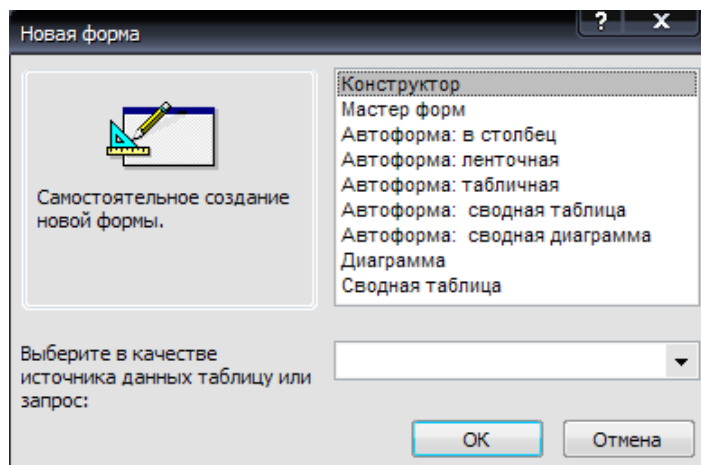 Новая форма
?
X
Конструктор
Мастер форм
Автоформа: в столбец
Автоформа: ленточная
Автоформа: табличная
Автоформа:  сводная таблица
Автоформа:  сводная диаграмма
Диаграмма
Сводная таблица
Самостоятельное создание
новой формы.
Выберите в качестве
источника данных таблицу или
запрос:
ОК
Отмена